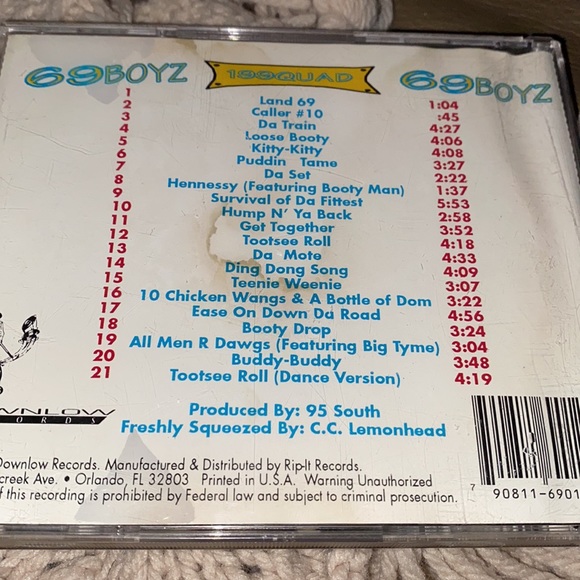 69BOYZ 199QUAD 69BOYZ
1 Land 69 1:04
2 Caller #10 :45
3 Da Train 4:27
4 Loose Booty 4:06
5 Kitty-Kitty 4:08
6 Puddin Tame 3:27
7 Da Set 2:22
8 Hennessy (Featuring Booty Man) 1:37
9 Survival of Da Fittest 5:53
10 Hump N' Ya Back 2:58
11 Get Together 3:52
12 Tootsee Roll 4:18
13 Da Mote 4:33
14 Ding Dong Song 4:09
15 Teenie Weenie 3:07
16 10 Chicken Wangs & A Bottle of Dom 3:22
17 Ease On Down Da Road 4:56
18 Booty Drop 3:24
19 All Men R Dawgs (Featuring Big Tyme) 3:04
20 Buddy-Buddy 3:48
21 Tootsee Roll (Dance Version) 4:19
WNLOW
ORDS
Produced By: 95 South
Freshly Squeezed By: C.C. Lemonhead
Downlow Records. Manufactured & Distributed by Rip-It Records.
creek Ave. • Orlando, FL 32803 Printed in U.S.A. Warning Unauthorized
f this recording is prohibited by Federal law and subject to criminal prosecution.
7 90811-6901